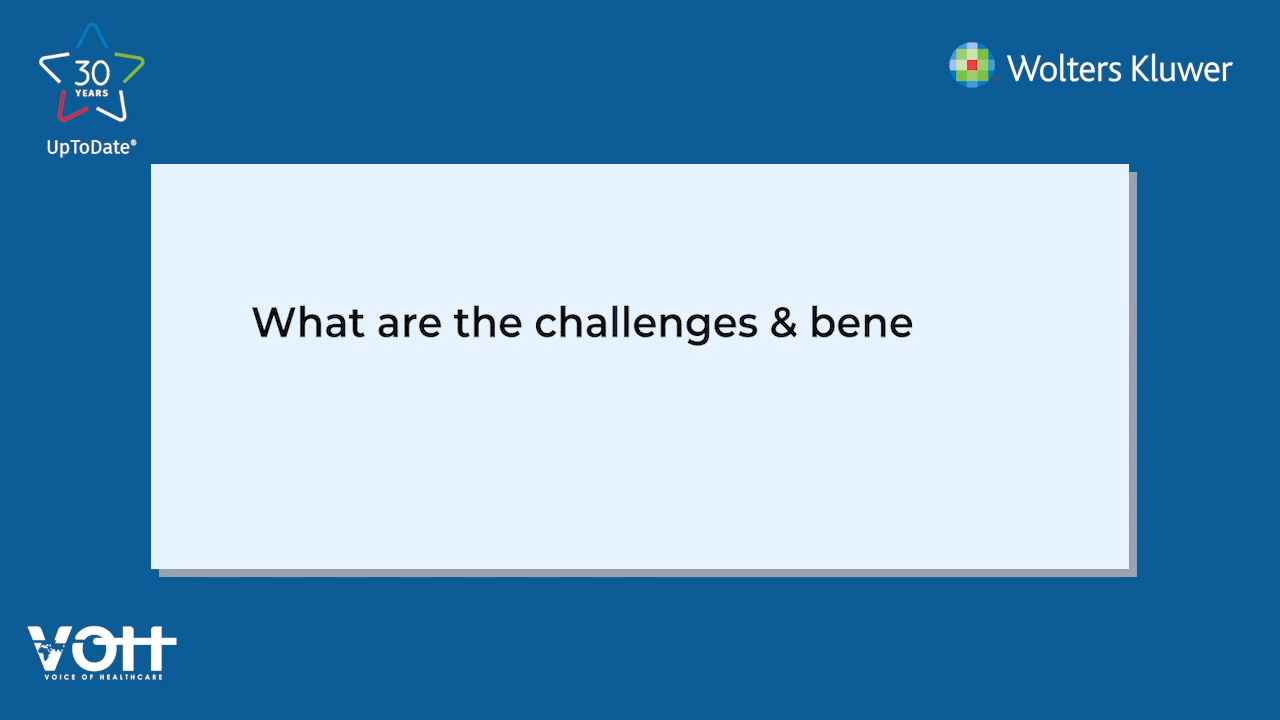 30
YEARS
UpToDate®
Wolters Kluwer
What are the challenges & bene
VOH
VOICE OF HEALTHCARE